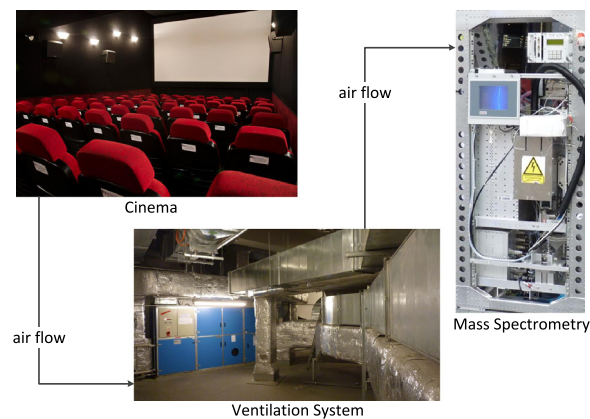 Cinema
air flow
Ventilation System
air flow
Mass Spectrometry